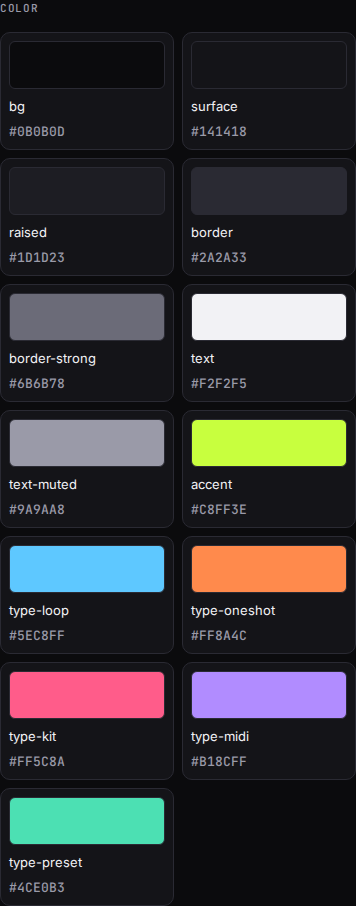 COLOR
bg
#0B0B0D
surface
#141418
raised
#1D1D23
border
#2A2A33
border-strong
#6B6B78
text
#F2F2F5
text-muted
#9A9AA8
accent
#C8FF3E
type-loop
#5EC8FF
type-oneshot
#FF8A4C
type-kit
#FF5C8A
type-midi
#B18CFF
type-preset
#4CE0B3